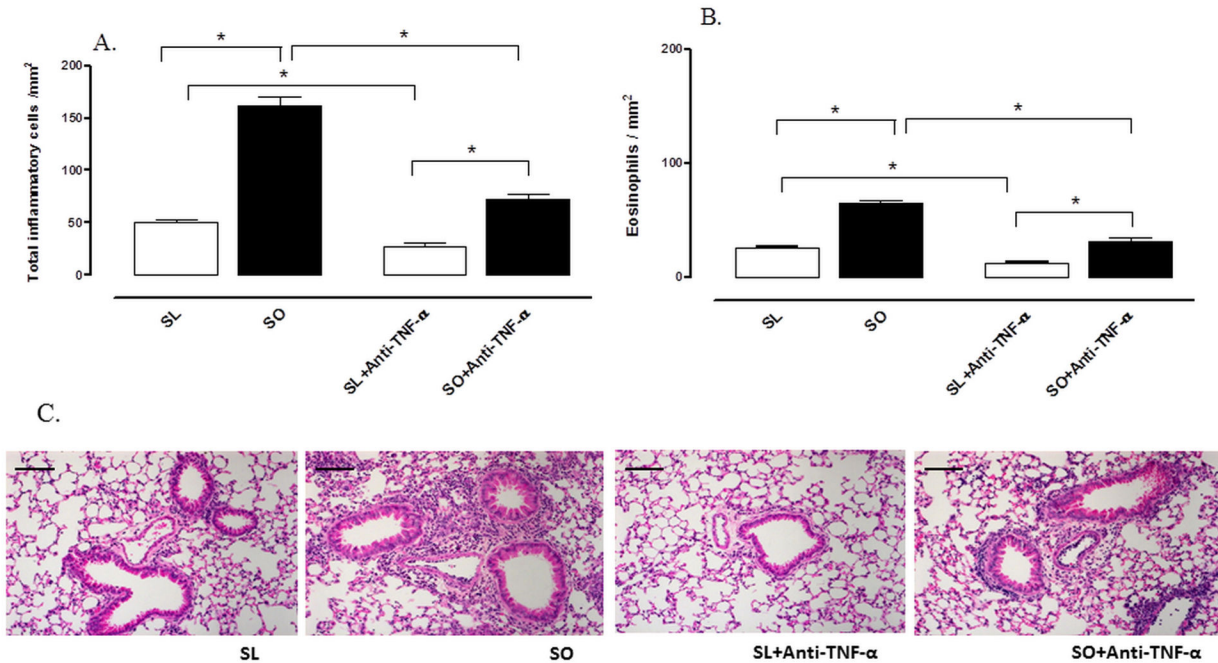 A.
*
*
*
*
Total inflammatory cells /mm²
200
150
100
50
0
SL
SO
SL+Anti-TNF-α
SO+Anti-TNF-α
B.
*
*
*
*
Eosinophils / mm²
200
100
0
SL
SO
SL+Anti-TNF-α
SO+Anti-TNF-α
C.
SL
SO
SL+Anti-TNF-α
SO+Anti-TNF-α